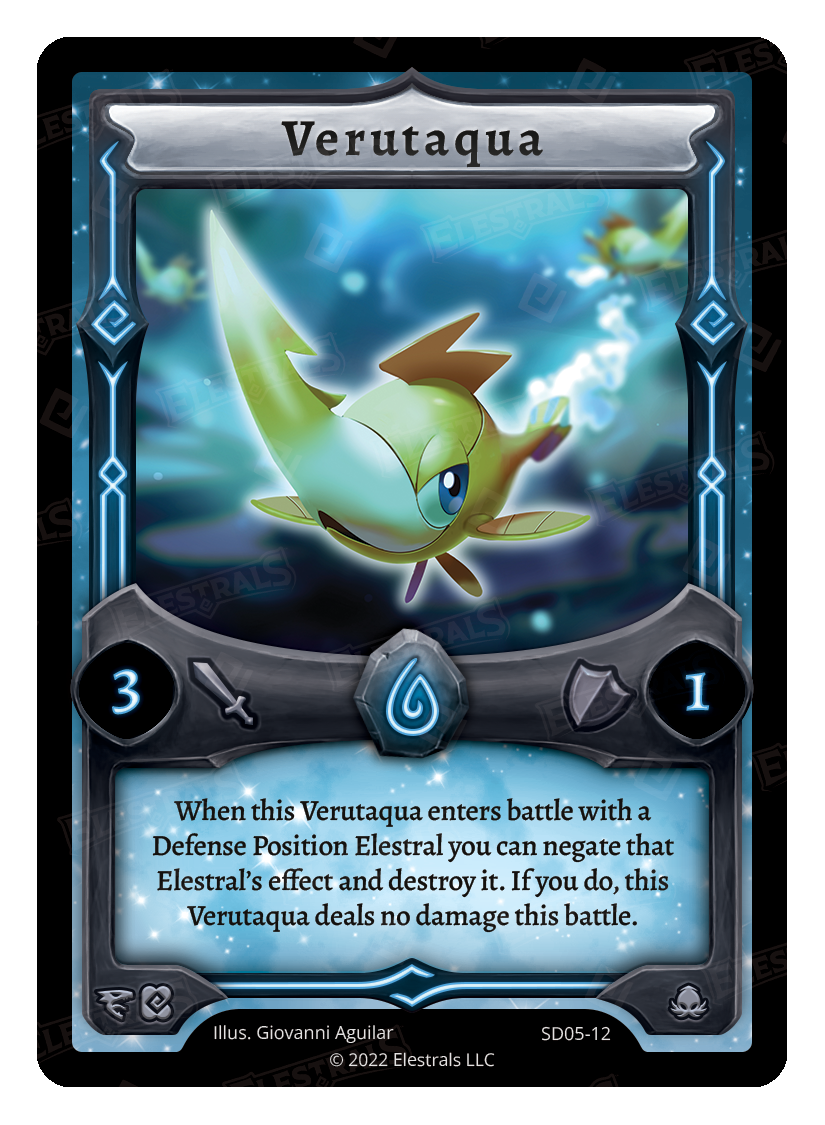 Verutaqua
3
1
When this Verutaqua enters battle with a
Defense Position Elestral you can negate that
Elestral's effect and destroy it. If you do, this
Verutaqua deals no damage this battle.
Illus. Giovanni Aguilar
SD05-12
© 2022 Elestrals LLC
ELESTRALS